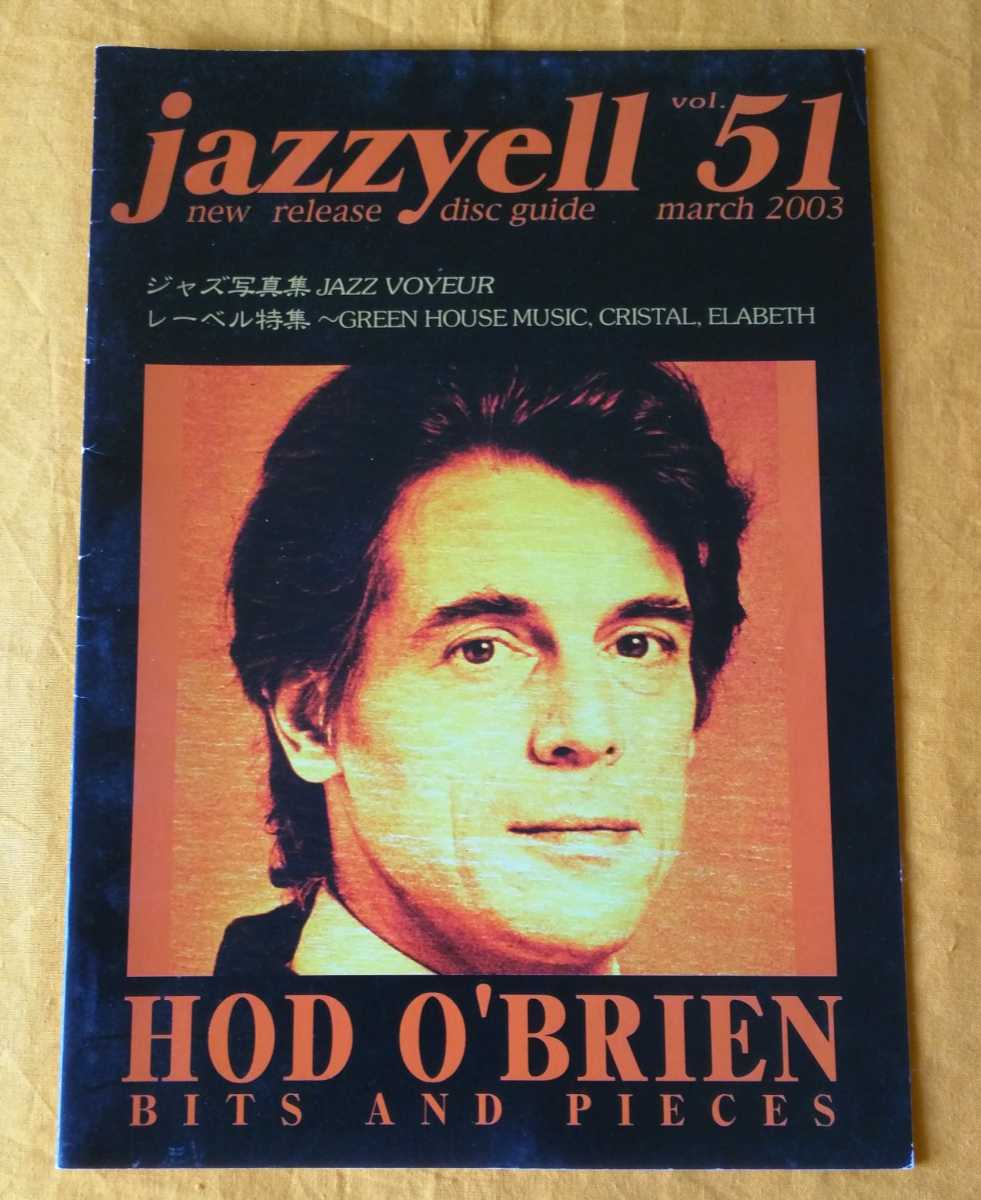 jazzyell vol. 51
new release disc guide march 2003
ジャズ写真集 JAZZ VOYEUR
レーベル特集 ~GREEN HOUSE MUSIC, CRISTAL, ELABETH
HOD O'BRIEN
BITS AND PIECES